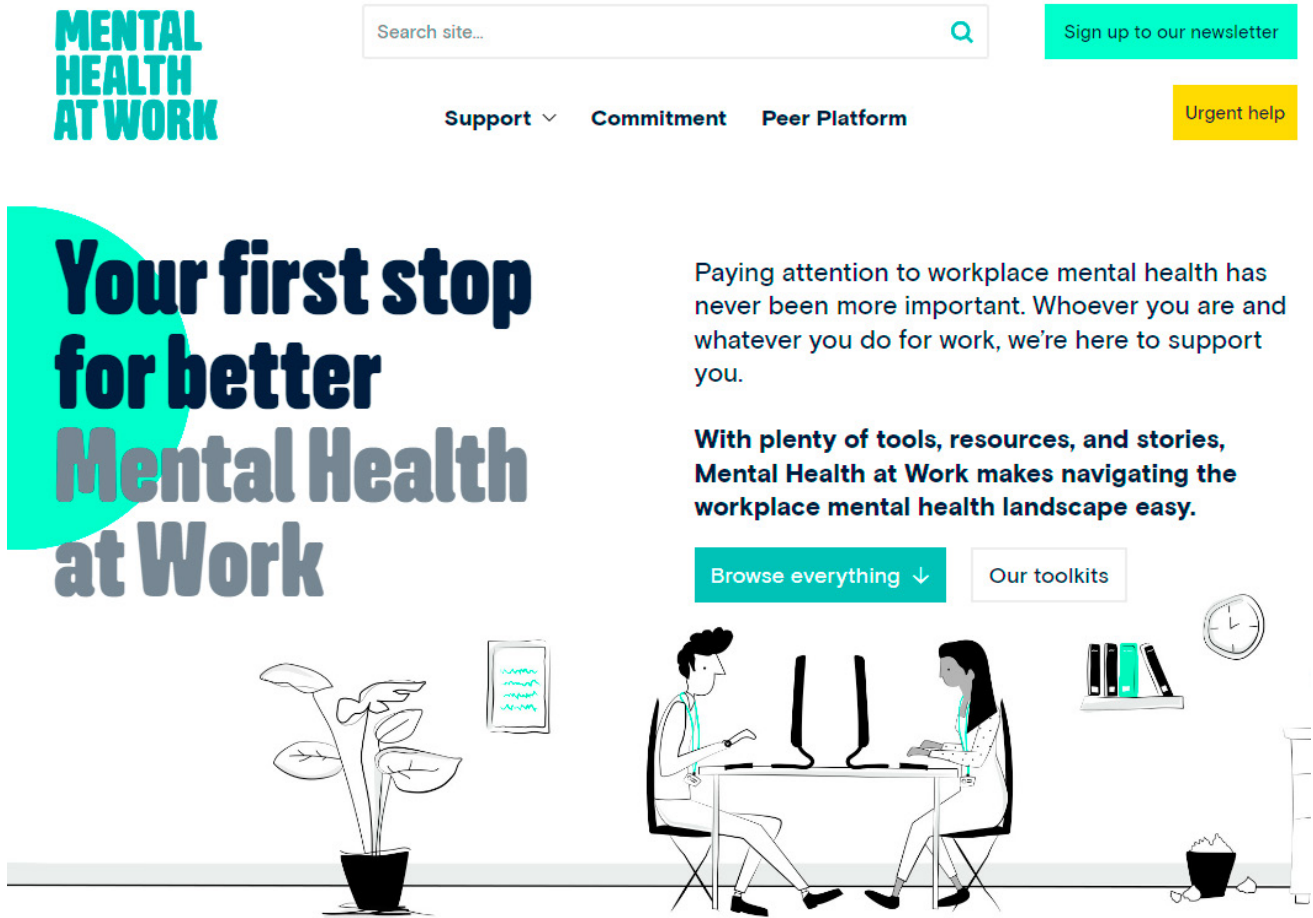 MENTAL
HEALTH
AT WORK
Search site...
Sign up to our newsletter
Support
Commitment
Peer Platform
Urgent help
Your first stop
for better
Mental Health
at Work
Paying attention to workplace mental health has
never been more important. Whoever you are and
whatever you do for work, we’re here to support
you.
With plenty of tools, resources, and stories,
Mental Health at Work makes navigating the
workplace mental health landscape easy.
Browse everything ↓
Our toolkits